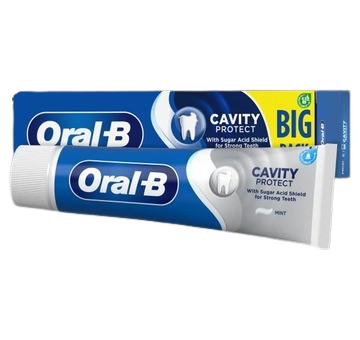 Oral-B
CAVITY
PROTECT
With Sugar Acid Shield
for Strong Teeth
BIG
Oral-B
CAVITY
PROTECT
With Sugar Acid Shield
for Strong Teeth
MINT